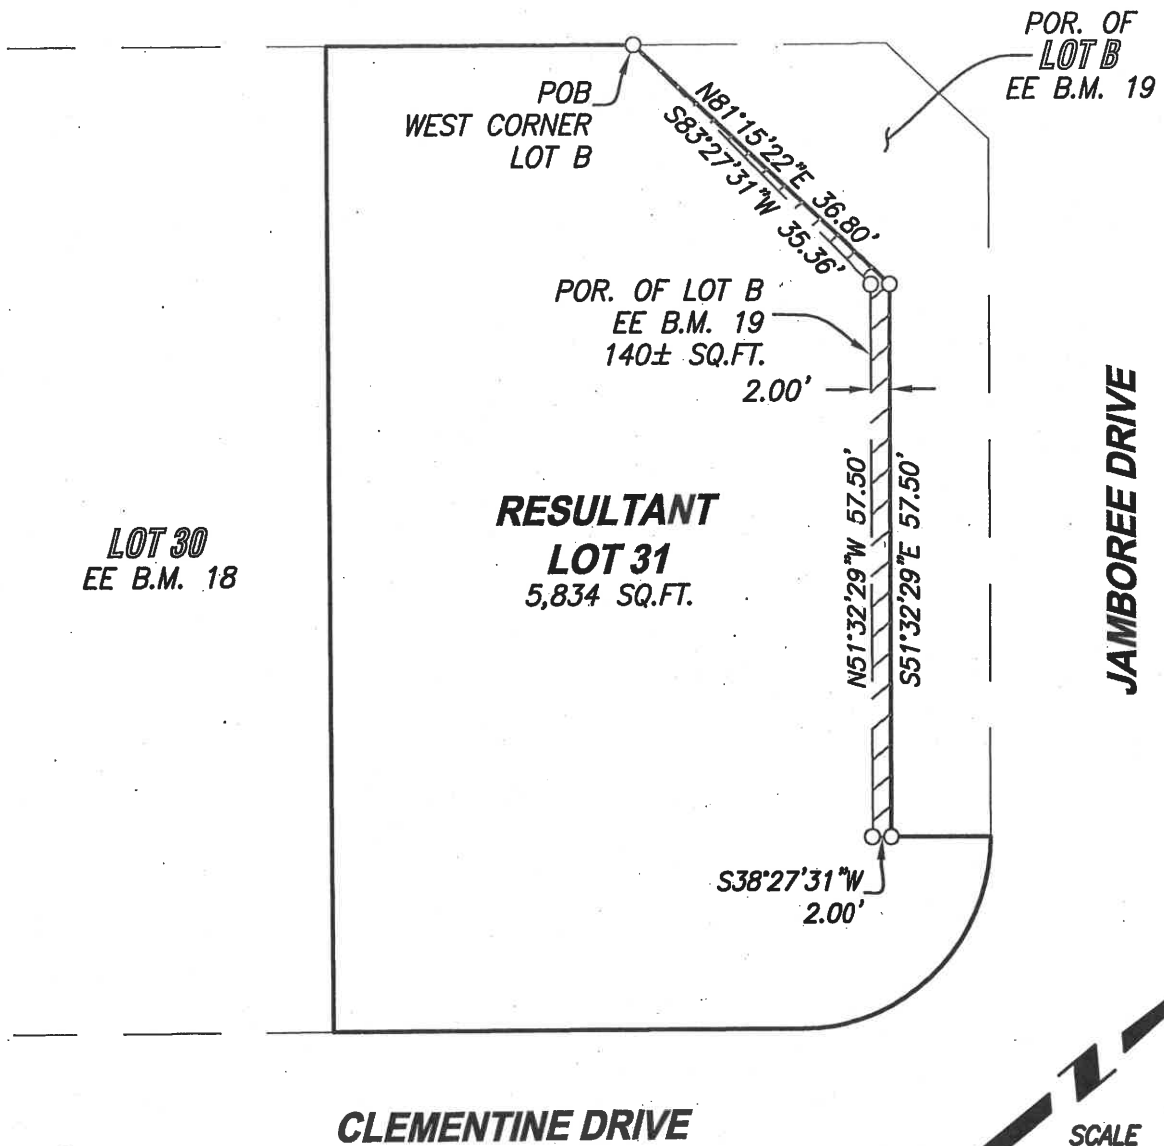 POR. OF
LOT B
EE B.M. 19
POB
WEST CORNER
LOT B
N81°15'22"E 36.80'
S83°27'31"W 35.36'
POR. OF LOT B
EE B.M. 19
140± SQ.FT.
2.00'
N51°32'29"W 57.50'
S51°32'29"E 57.50'
JAMBOREE DRIVE
RESULTANT
LOT 31
5,834 SQ.FT.
LOT 30
EE B.M. 18
S38°27'31"W
2.00'
CLEMENTINE DRIVE
SCALE